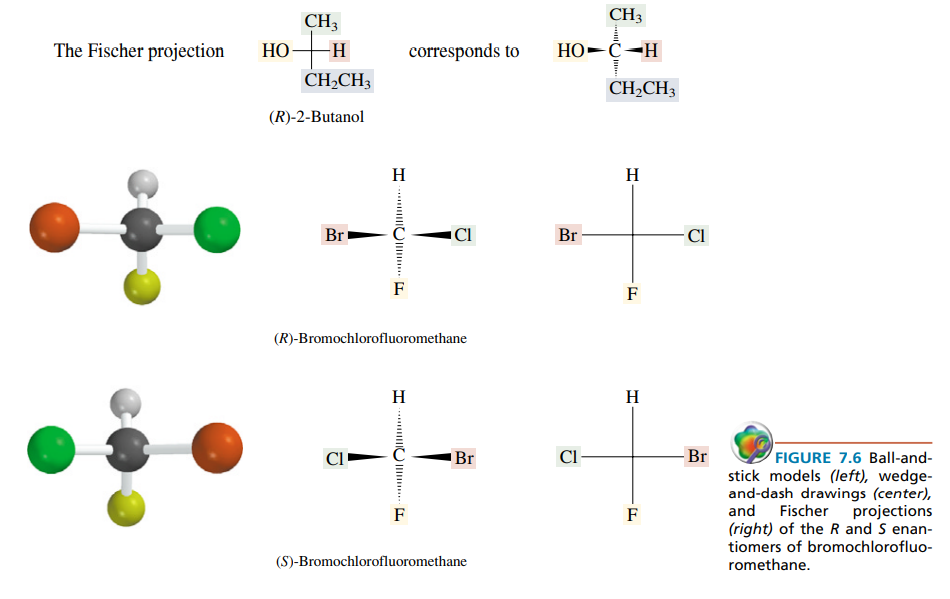 CH3
CH3
The Fischer projection HO H corresponds to HO C H
CH2CH3
CH2CH3
(R)-2-Butanol
H
H
Br C Cl
Br Cl
F
F
(R)-Bromochlorofluoromethane
H
H
Cl C Br
Cl Br
F
F
(S)-Bromochlorofluoromethane
FIGURE 7.6 Ball-and-
stick models (left), wedge-
and-dash drawings (center),
and Fischer projections
(right) of the R and S enan-
tiomers of bromochlorofluo-
romethane.